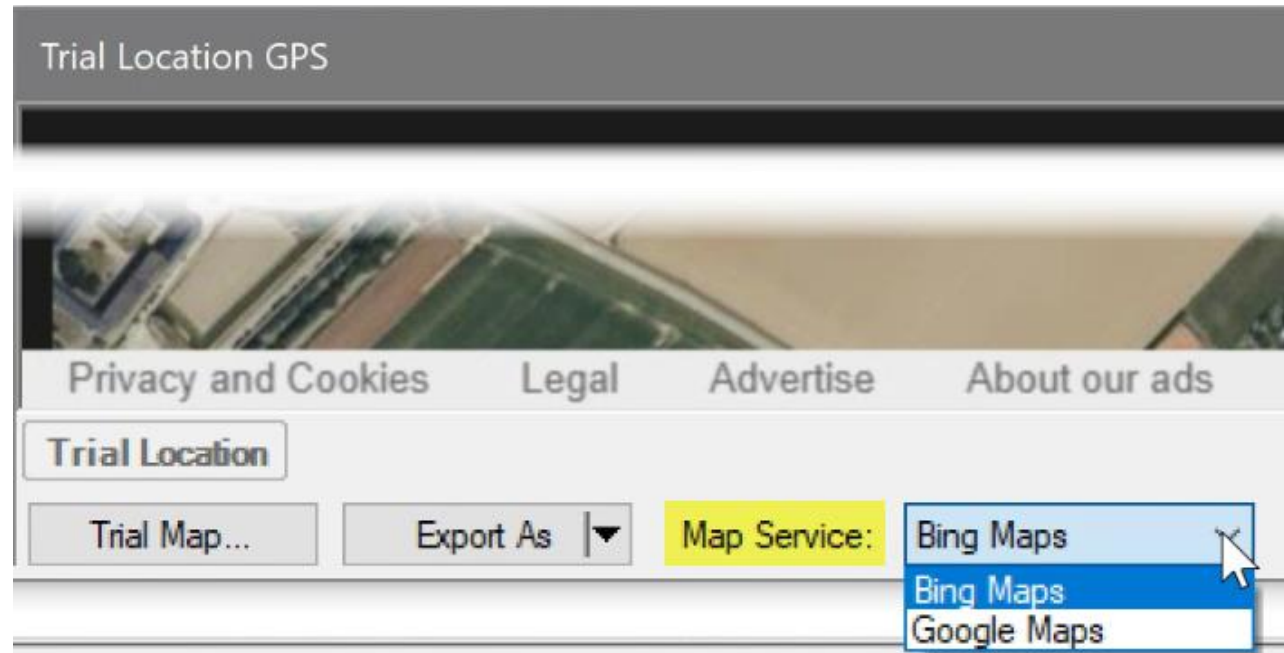 Trial Location GPS
Privacy and Cookies Legal Advertise About our ads
Trial Location
Trial Map... Export As Map Service: Bing Maps
Bing Maps
Google Maps